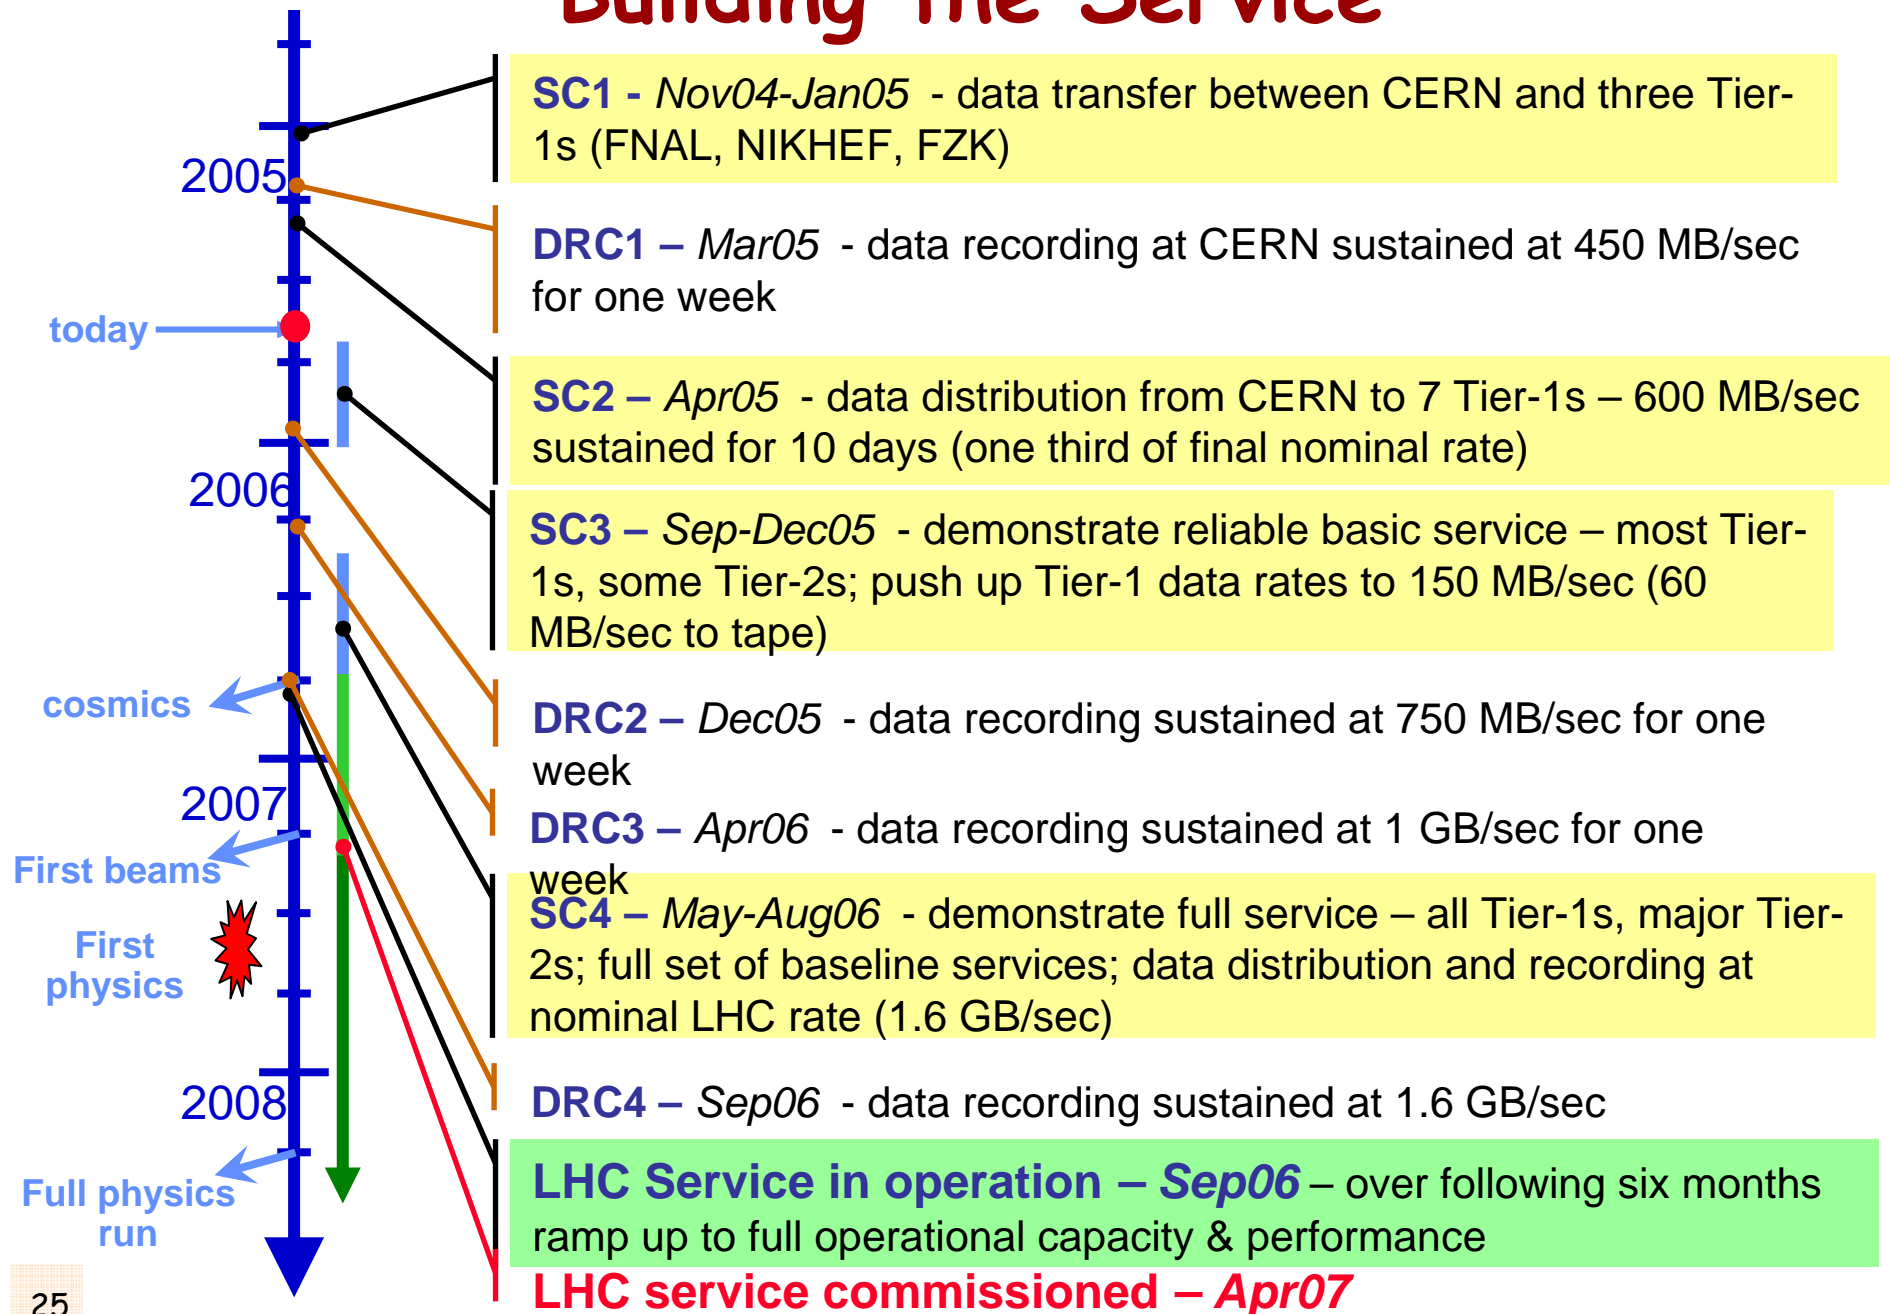 Building the Service
SC1 - Nov04-Jan05 - data transfer between CERN and three Tier-
1s (FNAL, NIKHEF, FZK)
2005
DRC1 – Mar05 - data recording at CERN sustained at 450 MB/sec
for one week
today
SC2 – Apr05 - data distribution from CERN to 7 Tier-1s – 600 MB/sec
sustained for 10 days (one third of final nominal rate)
2006
SC3 – Sep-Dec05 - demonstrate reliable basic service – most Tier-
1s, some Tier-2s; push up Tier-1 data rates to 150 MB/sec (60
MB/sec to tape)
cosmics
DRC2 – Dec05 - data recording sustained at 750 MB/sec for one
week
2007
DRC3 – Apr06 - data recording sustained at 1 GB/sec for one
week
First beams
SC4 – May-Aug06 - demonstrate full service – all Tier-1s, major Tier-
2s; full set of baseline services; data distribution and recording at
nominal LHC rate (1.6 GB/sec)
First
physics
2008
DRC4 – Sep06 - data recording sustained at 1.6 GB/sec
Full physics
run
LHC Service in operation – Sep06 – over following six months
ramp up to full operational capacity & performance
LHC service commissioned – Apr07
25